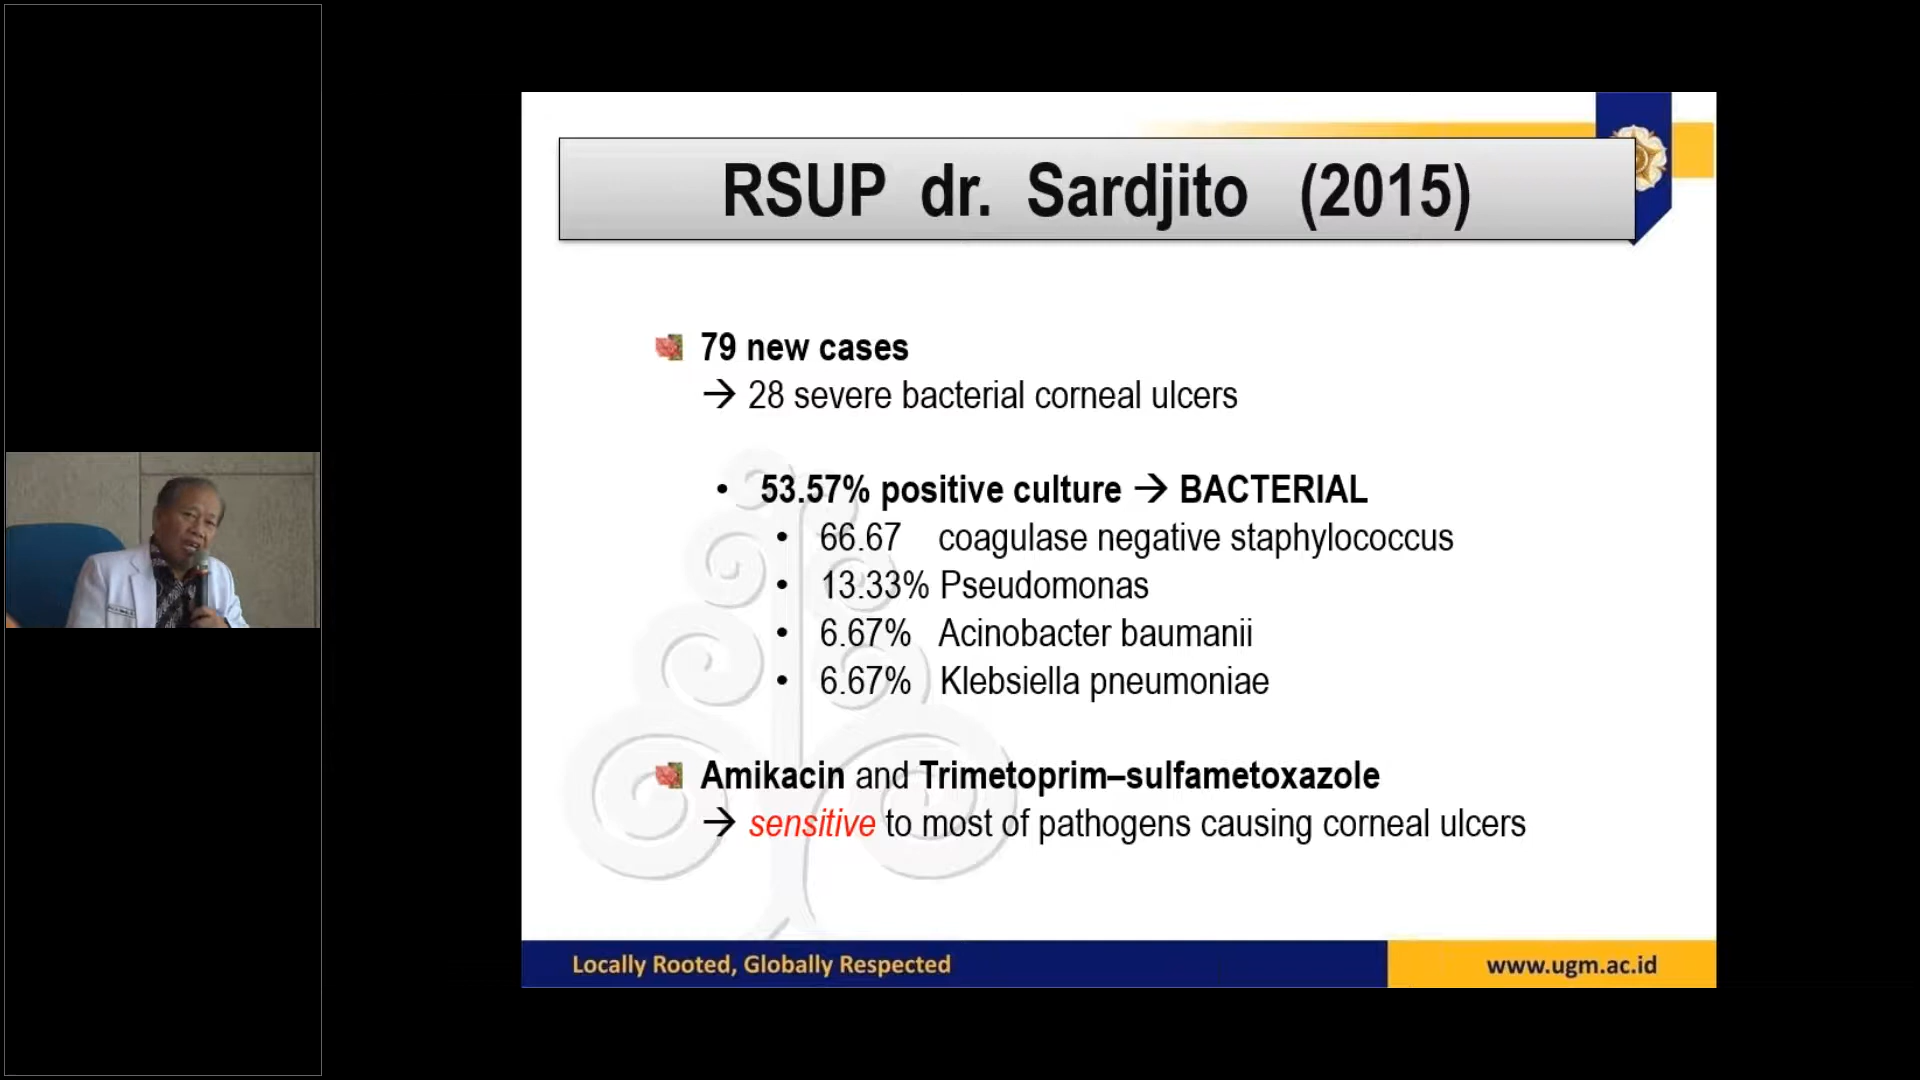 RSUP dr. Sardjito (2015)
79 new cases
→ 28 severe bacterial corneal ulcers
• 53.57% positive culture → BACTERIAL
• 66.67 coagulase negative staphylococcus
• 13.33% Pseudomonas
• 6.67% Acinobacter baumanii
• 6.67% Klebsiella pneumoniae
Amikacin and Trimetoprim–sulfametoxazole
→ sensitive to most of pathogens causing corneal ulcers
Locally Rooted, Globally Respected
www.ugm.ac.id